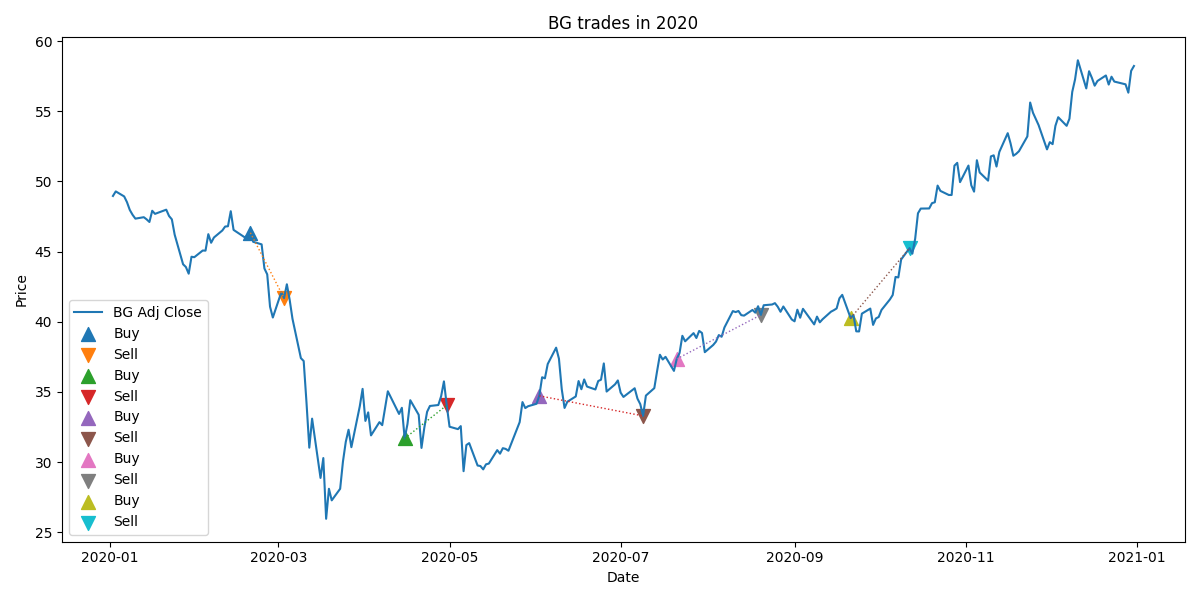 BG trades in 2020
60
55
50
45
40
35
30
25
Price
BG Adj Close
Buy
Sell
Buy
Sell
Buy
Sell
Buy
Sell
Buy
Sell
2020-01
2020-03
2020-05
2020-07
2020-09
2020-11
2021-01
Date